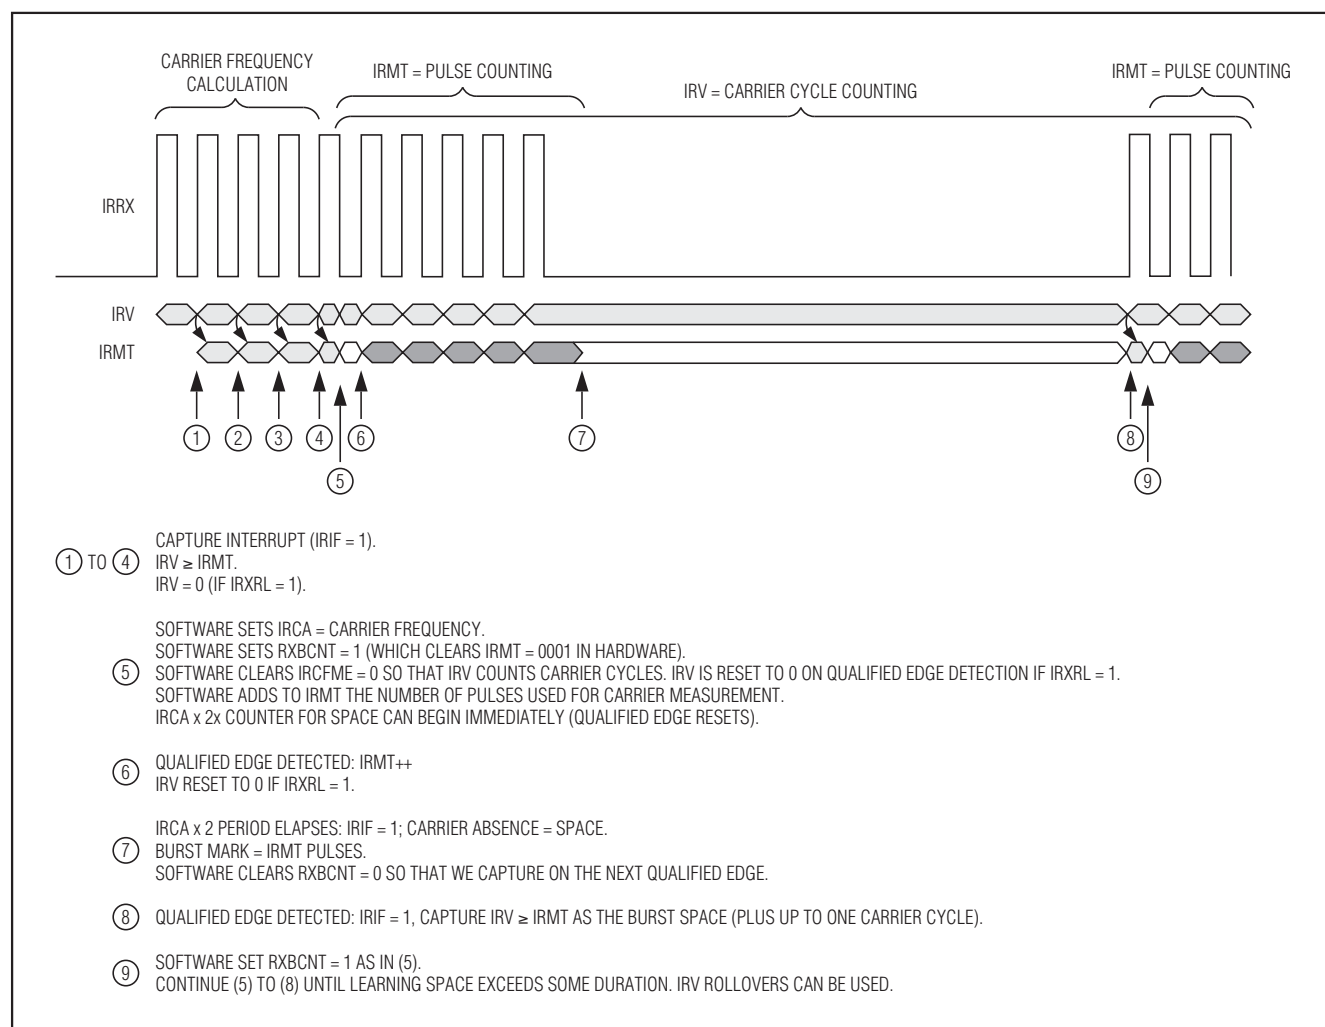 CARRIER FREQUENCY
CALCULATION
IRMT = PULSE COUNTING
IRV = CARRIER CYCLE COUNTING
IRMT = PULSE COUNTING
IRRX
IRV
IRMT
1
2
3
4
6
7
8
5
9
1 TO 4
CAPTURE INTERRUPT (IRIF = 1).
IRV ≥ IRMT.
IRV = 0 (IF IRXRL = 1).
5
SOFTWARE SETS IRCA = CARRIER FREQUENCY.
SOFTWARE SETS RXBCNT = 1 (WHICH CLEARS IRMT = 0001 IN HARDWARE).
SOFTWARE CLEARS IRCFME = 0 SO THAT IRV COUNTS CARRIER CYCLES. IRV IS RESET TO 0 ON QUALIFIED EDGE DETECTION IF IRXRL = 1.
SOFTWARE ADDS TO IRMT THE NUMBER OF PULSES USED FOR CARRIER MEASUREMENT.
IRCA x 2x COUNTER FOR SPACE CAN BEGIN IMMEDIATELY (QUALIFIED EDGE RESETS).
6
QUALIFIED EDGE DETECTED: IRMT++
IRV RESET TO 0 IF IRXRL = 1.
7
IRCA x 2 PERIOD ELAPSES: IRIF = 1; CARRIER ABSENCE = SPACE.
BURST MARK = IRMT PULSES.
SOFTWARE CLEARS RXBCNT = 0 SO THAT WE CAPTURE ON THE NEXT QUALIFIED EDGE.
8
QUALIFIED EDGE DETECTED: IRIF = 1, CAPTURE IRV ≥ IRMT AS THE BURST SPACE (PLUS UP TO ONE CARRIER CYCLE).
9
SOFTWARE SET RXBCNT = 1 AS IN (5).
CONTINUE (5) TO (8) UNTIL LEARNING SPACE EXCEEDS SOME DURATION. IRV ROLLOVERS CAN BE USED.